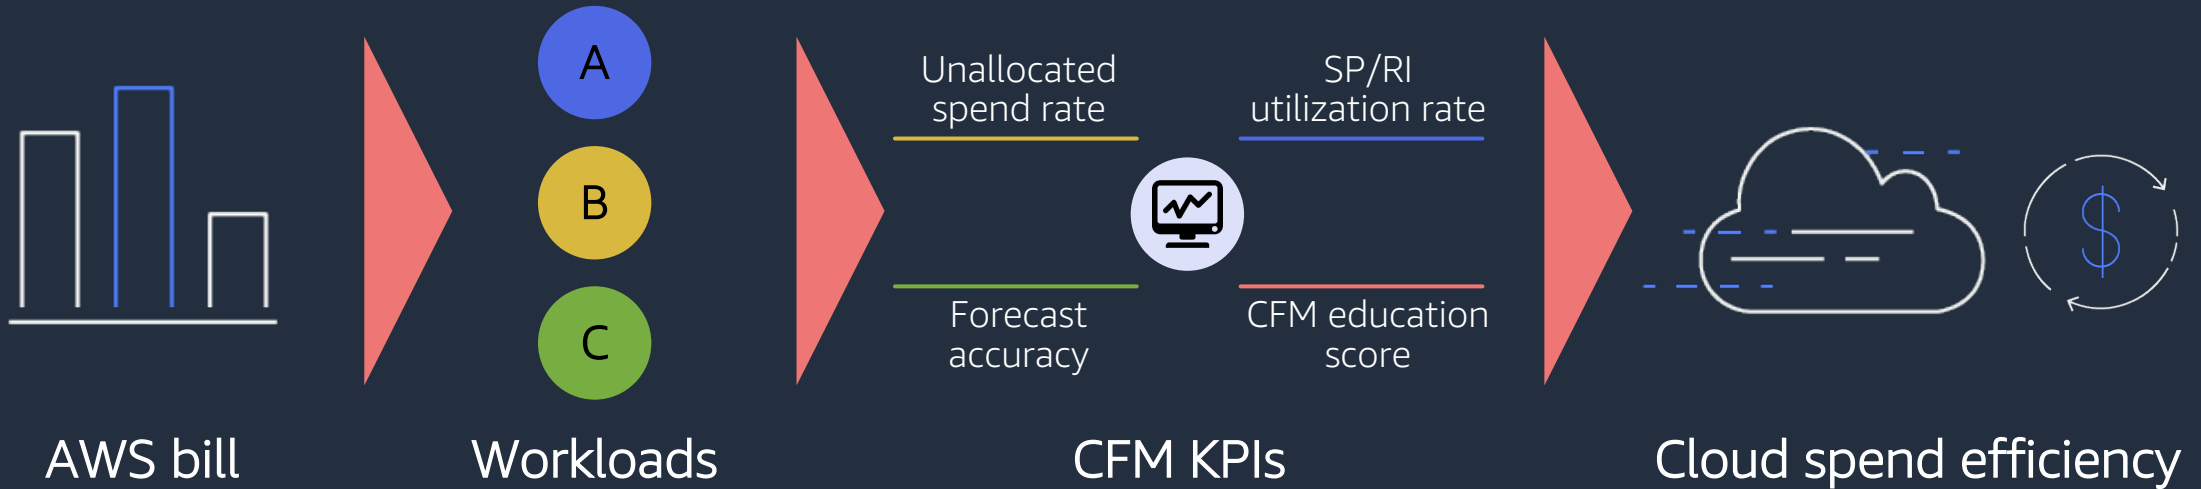 A
B
C
Unallocated
spend rate
SP/RI
utilization rate
Forecast
accuracy
CFM education
score
$
AWS bill
Workloads
CFM KPIs
Cloud spend efficiency